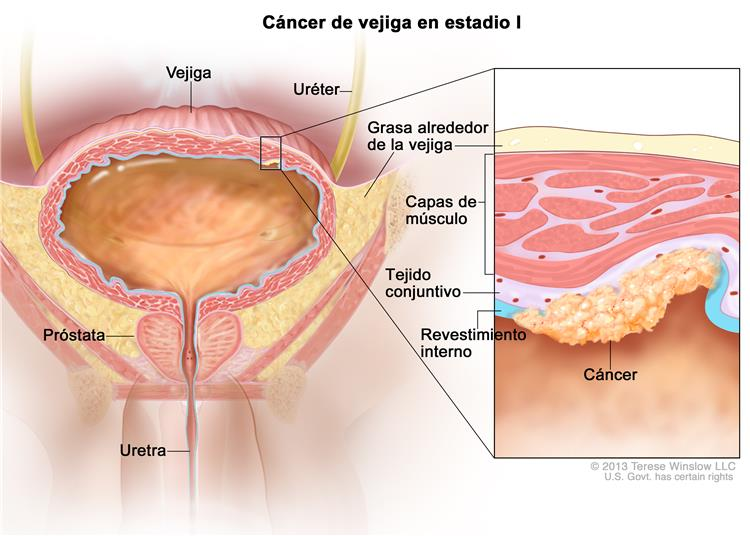 Cáncer de vejiga en estadio I
Vejiga
Uréter
Grasa alrededor
de la vejiga
Capas de
músculo
Tejido
conjuntivo
Revestimiento
interno
Próstata
Cáncer
Uretra
© 2013 Terese Winslow LLC
U.S. Govt. has certain rights